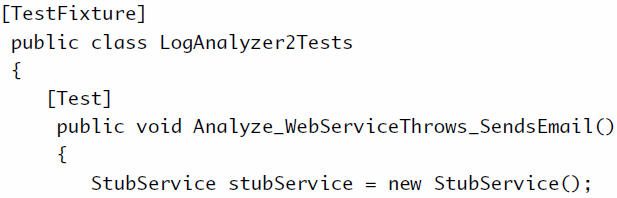 [TestFixture]
public class LogAnalyzer2Tests
{
[Test]
public void Analyze_WebServiceThrows_SendsEmail()
{
StubService stubService = new StubService();